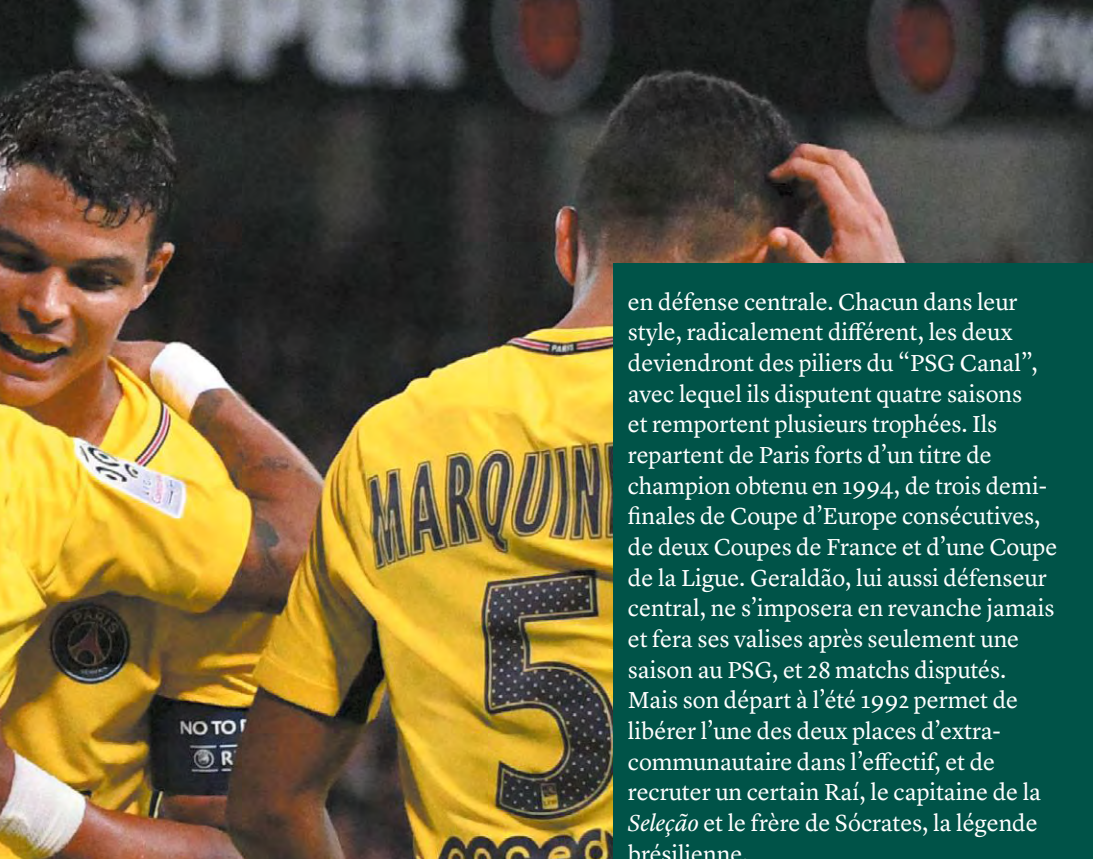 SUPER
PARIS
MARQUIN
5
PARIS
NO TO
en défense centrale. Chacun dans leur
style, radicalement différent, les deux
deviendront des piliers du “PSG Canal”,
avec lequel ils disputent quatre saisons
et remportent plusieurs trophées. Ils
repartent de Paris forts d’un titre de
champion obtenu en 1994, de trois demi-
finales de Coupe d’Europe consécutives,
de deux Coupes de France et d’une Coupe
de la Ligue. Geraldão, lui aussi défenseur
central, ne s’imposera en revanche jamais
et fera ses valises après seulement une
saison au PSG, et 28 matchs disputés.
Mais son départ à l’été 1992 permet de
libérer l’une des deux places d’extra-
communautaire dans l’effectif, et de
recruter un certain Raí, le capitaine de la
Seleção et le frère de Sócrates, la légende
brésilienne